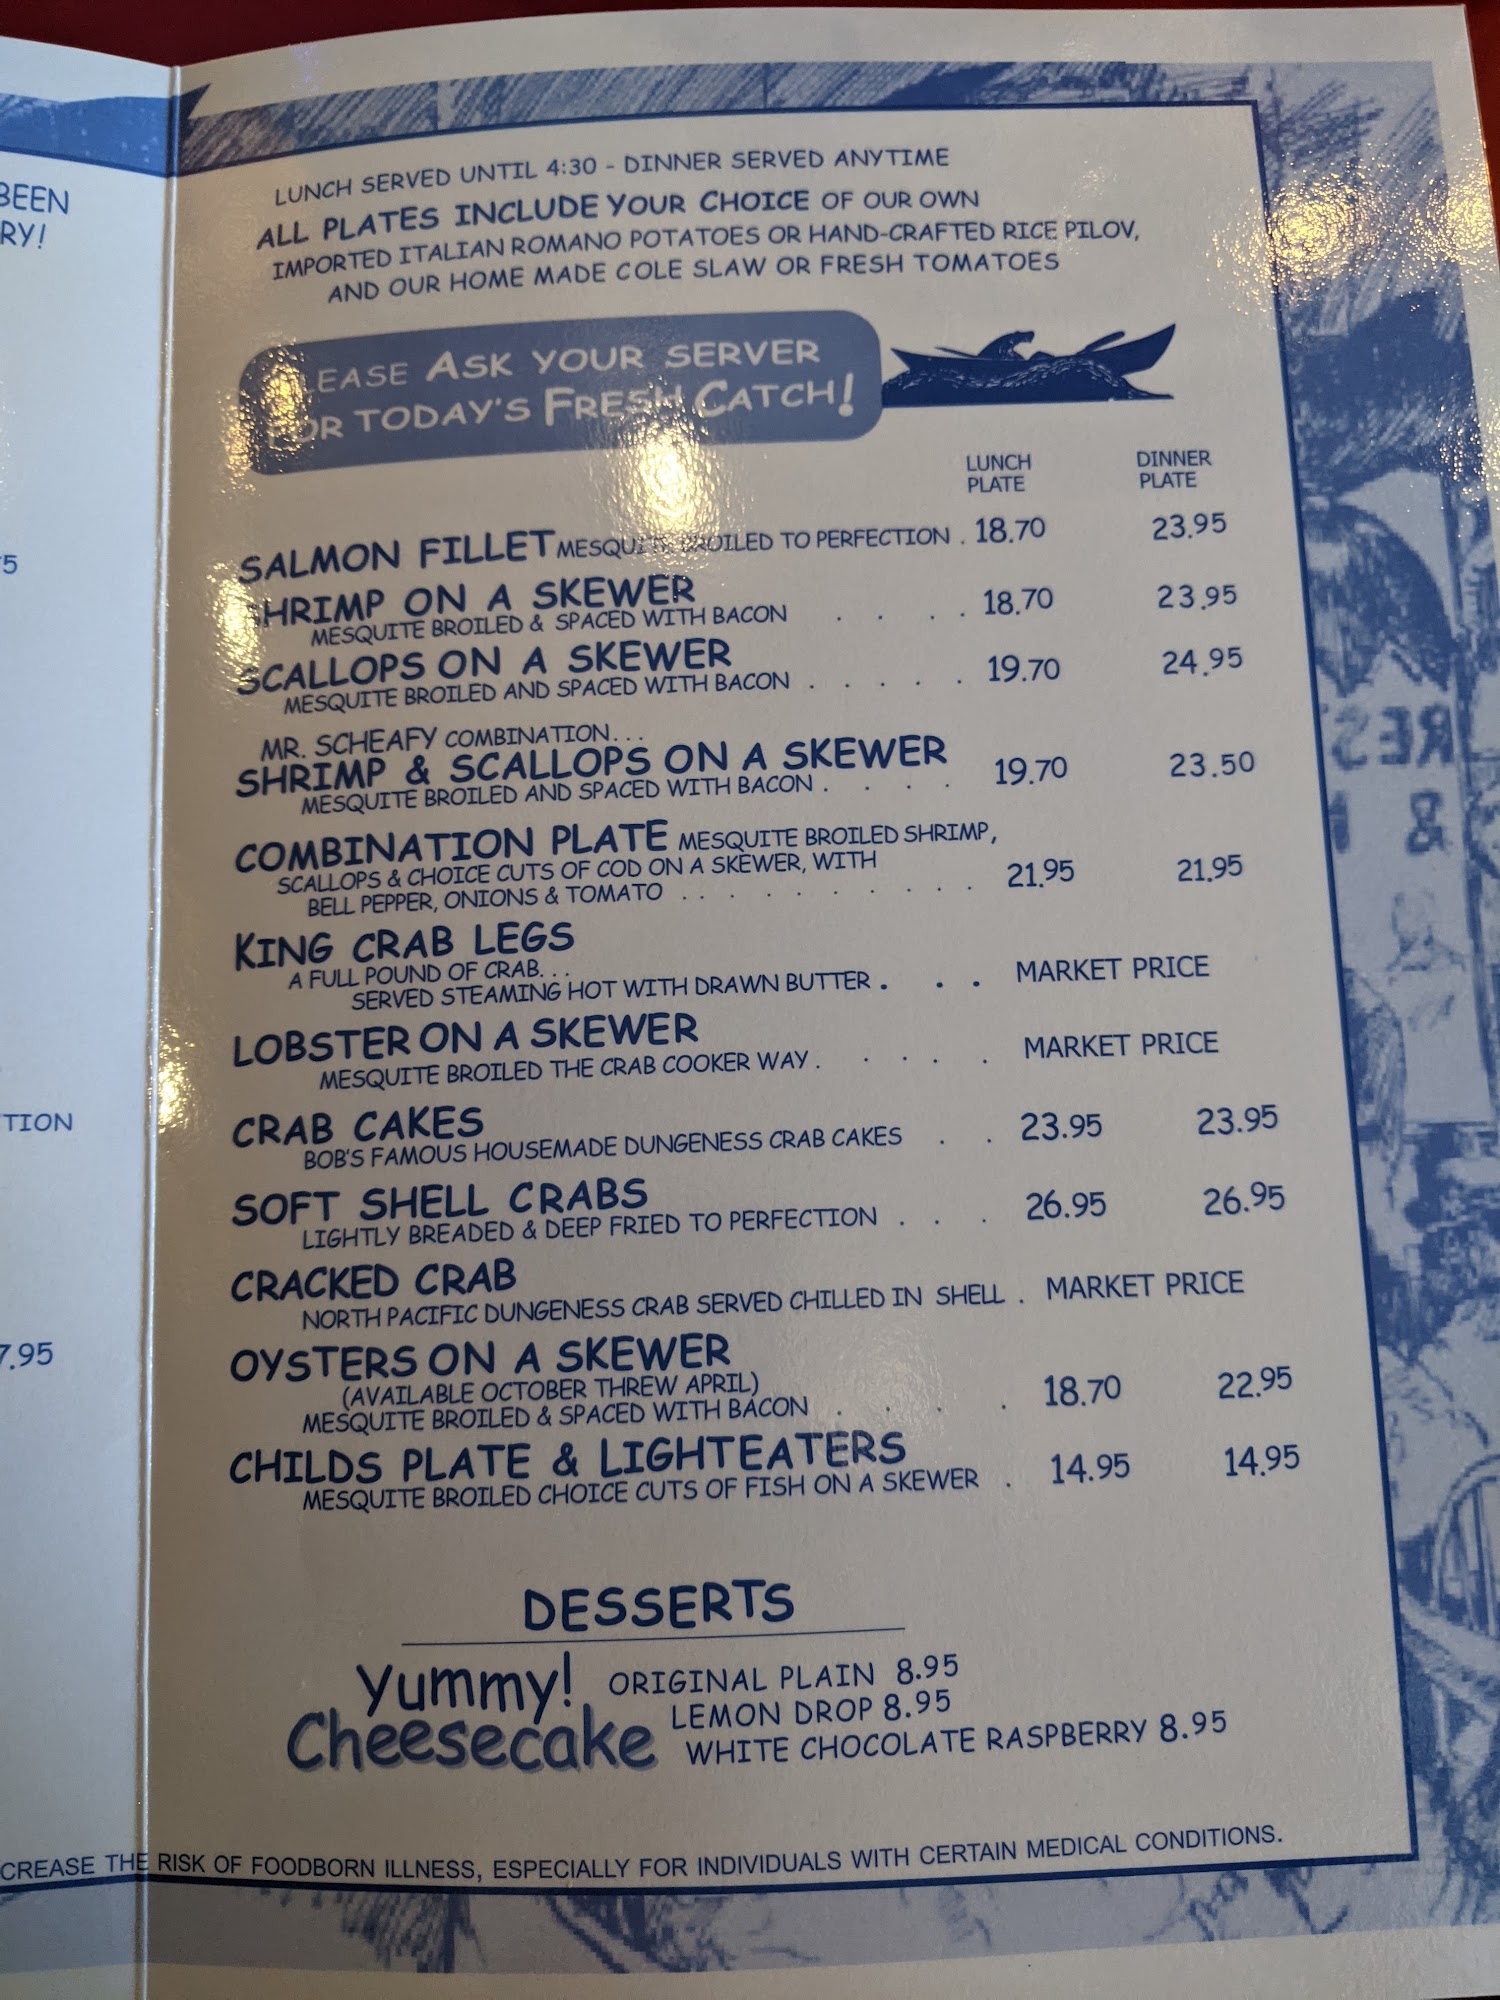 BEEN
RY!
5
TION
7.95
LUNCH SERVED UNTIL 4:30 - DINNER SERVED ANYTIME
ALL PLATES INCLUDE YOUR CHOICE OF OUR OWN
IMPORTED ITALIAN ROMANO POTATOES OR HAND-CRAFTED RICE PILOV,
AND OUR HOME MADE COLE SLAW OR FRESH TOMATOES
PLEASE ASK YOUR SERVER
FOR TODAY'S FRESH CATCH!
LUNCH PLATE DINNER PLATE
SALMON FILLET MESQUITE BROILED TO PERFECTION . 18.70 23.95
SHRIMP ON A SKEWER
MESQUITE BROILED & SPACED WITH BACON . . . . 18.70 23.95
SCALLOPS ON A SKEWER
MESQUITE BROILED AND SPACED WITH BACON . . . . . 19.70 24.95
MR. SCHEAFY COMBINATION...
SHRIMP & SCALLOPS ON A SKEWER
MESQUITE BROILED AND SPACED WITH BACON . . . . 19.70 23.50
COMBINATION PLATE MESQUITE BROILED SHRIMP,
SCALLOPS & CHOICE CUTS OF COD ON A SKEWER, WITH
BELL PEPPER, ONIONS & TOMATO . . . . . . . . . . 21.95 21.95
KING CRAB LEGS
A FULL POUND OF CRAB...
SERVED STEAMING HOT WITH DRAWN BUTTER . . . MARKET PRICE
LOBSTER ON A SKEWER
MESQUITE BROILED THE CRAB COOKER WAY . . . . . MARKET PRICE
CRAB CAKES
BOB'S FAMOUS HOUSEMADE DUNGENESS CRAB CAKES . . 23.95 23.95
SOFT SHELL CRABS
LIGHTLY BREADED & DEEP FRIED TO PERFECTION . . . 26.95 26.95
CRACKED CRAB
NORTH PACIFIC DUNGENESS CRAB SERVED CHILLED IN SHELL . MARKET PRICE
OYSTERS ON A SKEWER
(AVAILABLE OCTOBER THREW APRIL)
MESQUITE BROILED & SPACED WITH BACON . . . . 18.70 22.95
CHILDS PLATE & LIGHTEATERS
MESQUITE BROILED CHOICE CUTS OF FISH ON A SKEWER . 14.95 14.95
DESSERTS
Yummy! Cheesecake
ORIGINAL PLAIN 8.95
LEMON DROP 8.95
WHITE CHOCOLATE RASPBERRY 8.95
CREASE THE RISK OF FOODBORN ILLNESS, ESPECIALLY FOR INDIVIDUALS WITH CERTAIN MEDICAL CONDITIONS.